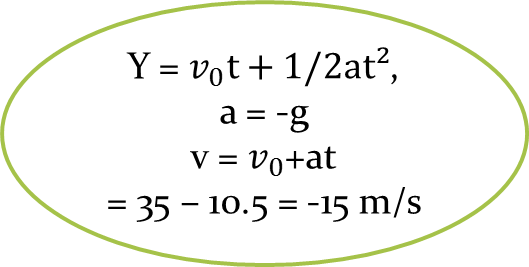 Y = v₀t + 1/2at²,
a = -g
v = v₀+at
= 35 – 10.5 = -15 m/s